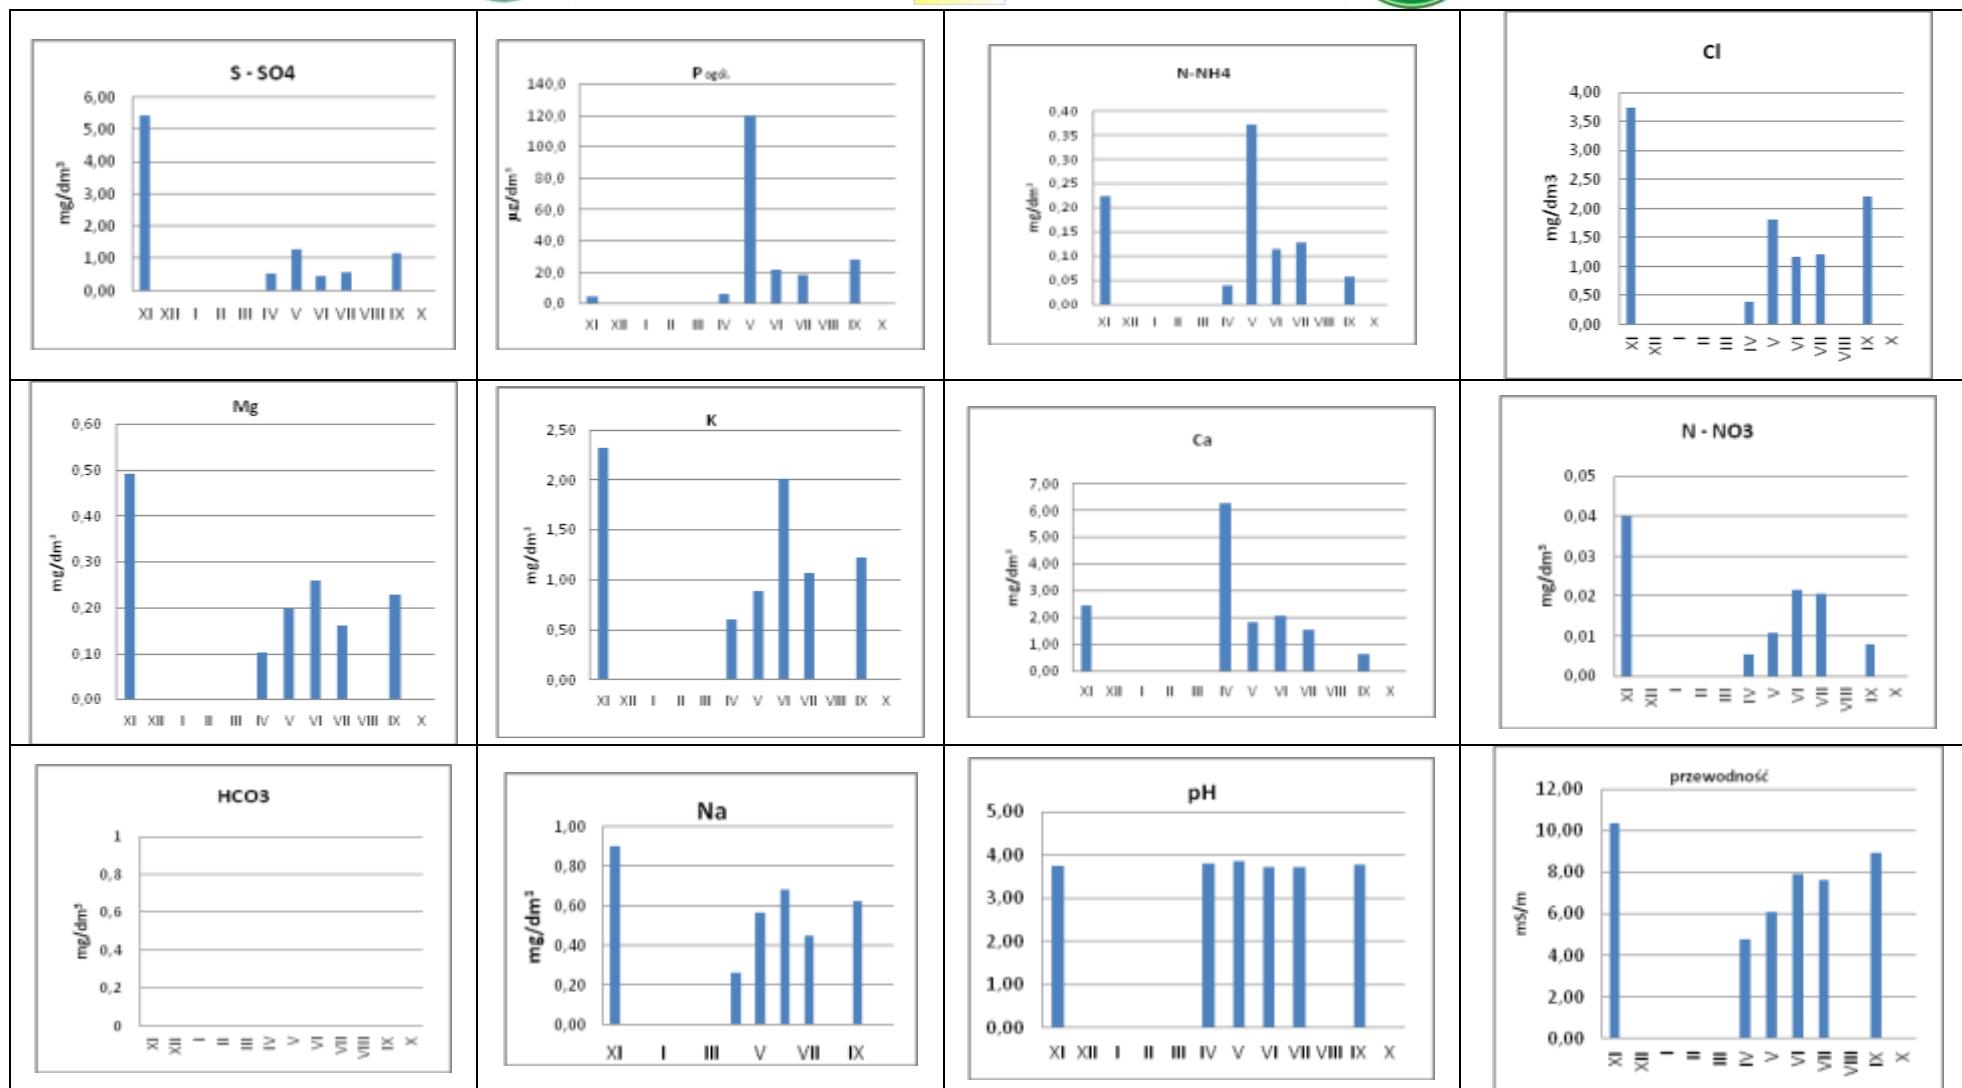 S - SO4
mg/dm³
6,00
5,00
4,00
3,00
2,00
1,00
0,00
XI XII I II III IV V VI VII VIII IX X
P ogól.
µg/dm³
140,0
120,0
100,0
80,0
60,0
40,0
20,0
0,0
XI XII I II III IV V VI VII VIII IX X
N-NH4
mg/dm³
0,40
0,35
0,30
0,25
0,20
0,15
0,10
0,05
0,00
XI XII I II III IV V VI VII VIII IX X
Cl
mg/dm3
4,00
3,50
3,00
2,50
2,00
1,50
1,00
0,50
0,00
XI XII I II III IV V VI VII VIII IX X
Mg
mg/dm³
0,60
0,50
0,40
0,30
0,20
0,10
0,00
XI XII I II III IV V VI VII VIII IX X
K
mg/dm³
2,50
2,00
1,50
1,00
0,50
0,00
XI XII I II III IV V VI VII VIII IX X
Ca
mg/dm³
7,00
6,00
5,00
4,00
3,00
2,00
1,00
0,00
XI XII I II III IV V VI VII VIII IX X
N - NO3
mg/dm³
0,05
0,04
0,03
0,02
0,01
0,00
XI XII I II III IV V VI VII VIII IX X
HCO3
mg/dm³
1
0,8
0,6
0,4
0,2
0
XI XII I II III IV V VI VII VIII IX X
Na
mg/dm³
1,00
0,80
0,60
0,40
0,20
0,00
XI I III V VII IX
pH
5,00
4,00
3,00
2,00
1,00
0,00
XI XII I II III IV V VI VII VIII IX X
przewodność
mS/m
12,00
10,00
8,00
6,00
4,00
2,00
0,00
XI XII I II III IV V VI VII VIII IX X